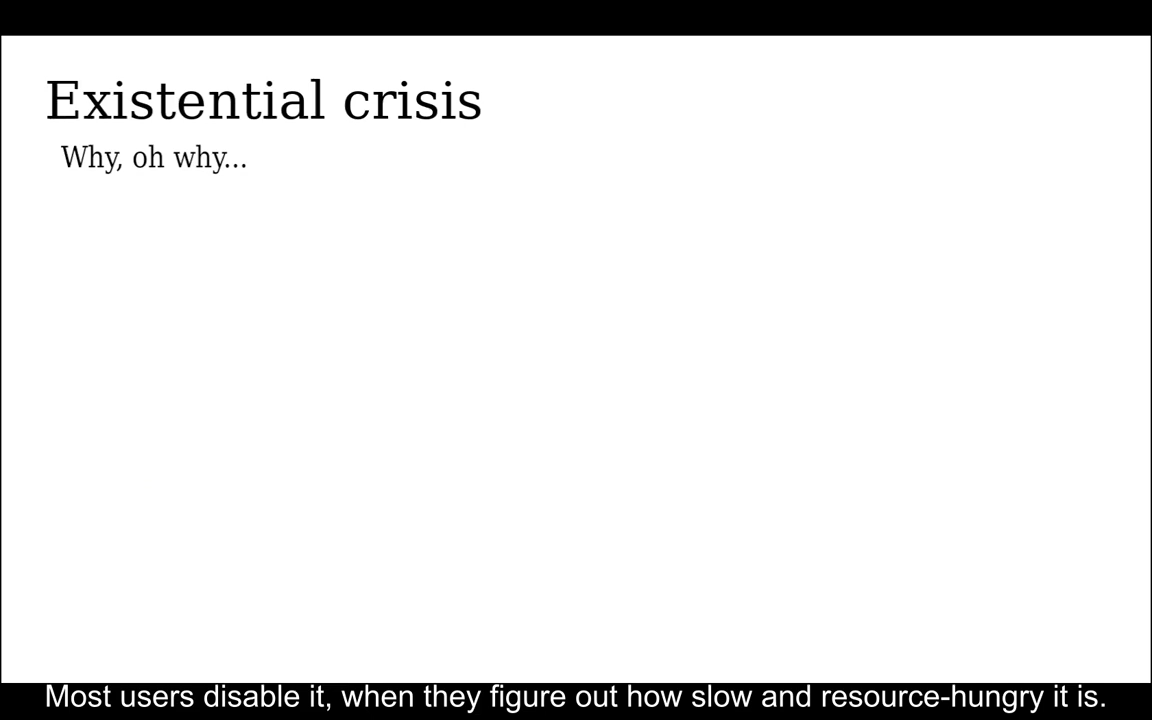 Existential crisis
Why, oh why...
Most users disable it, when they figure out how slow and resource-hungry it is.